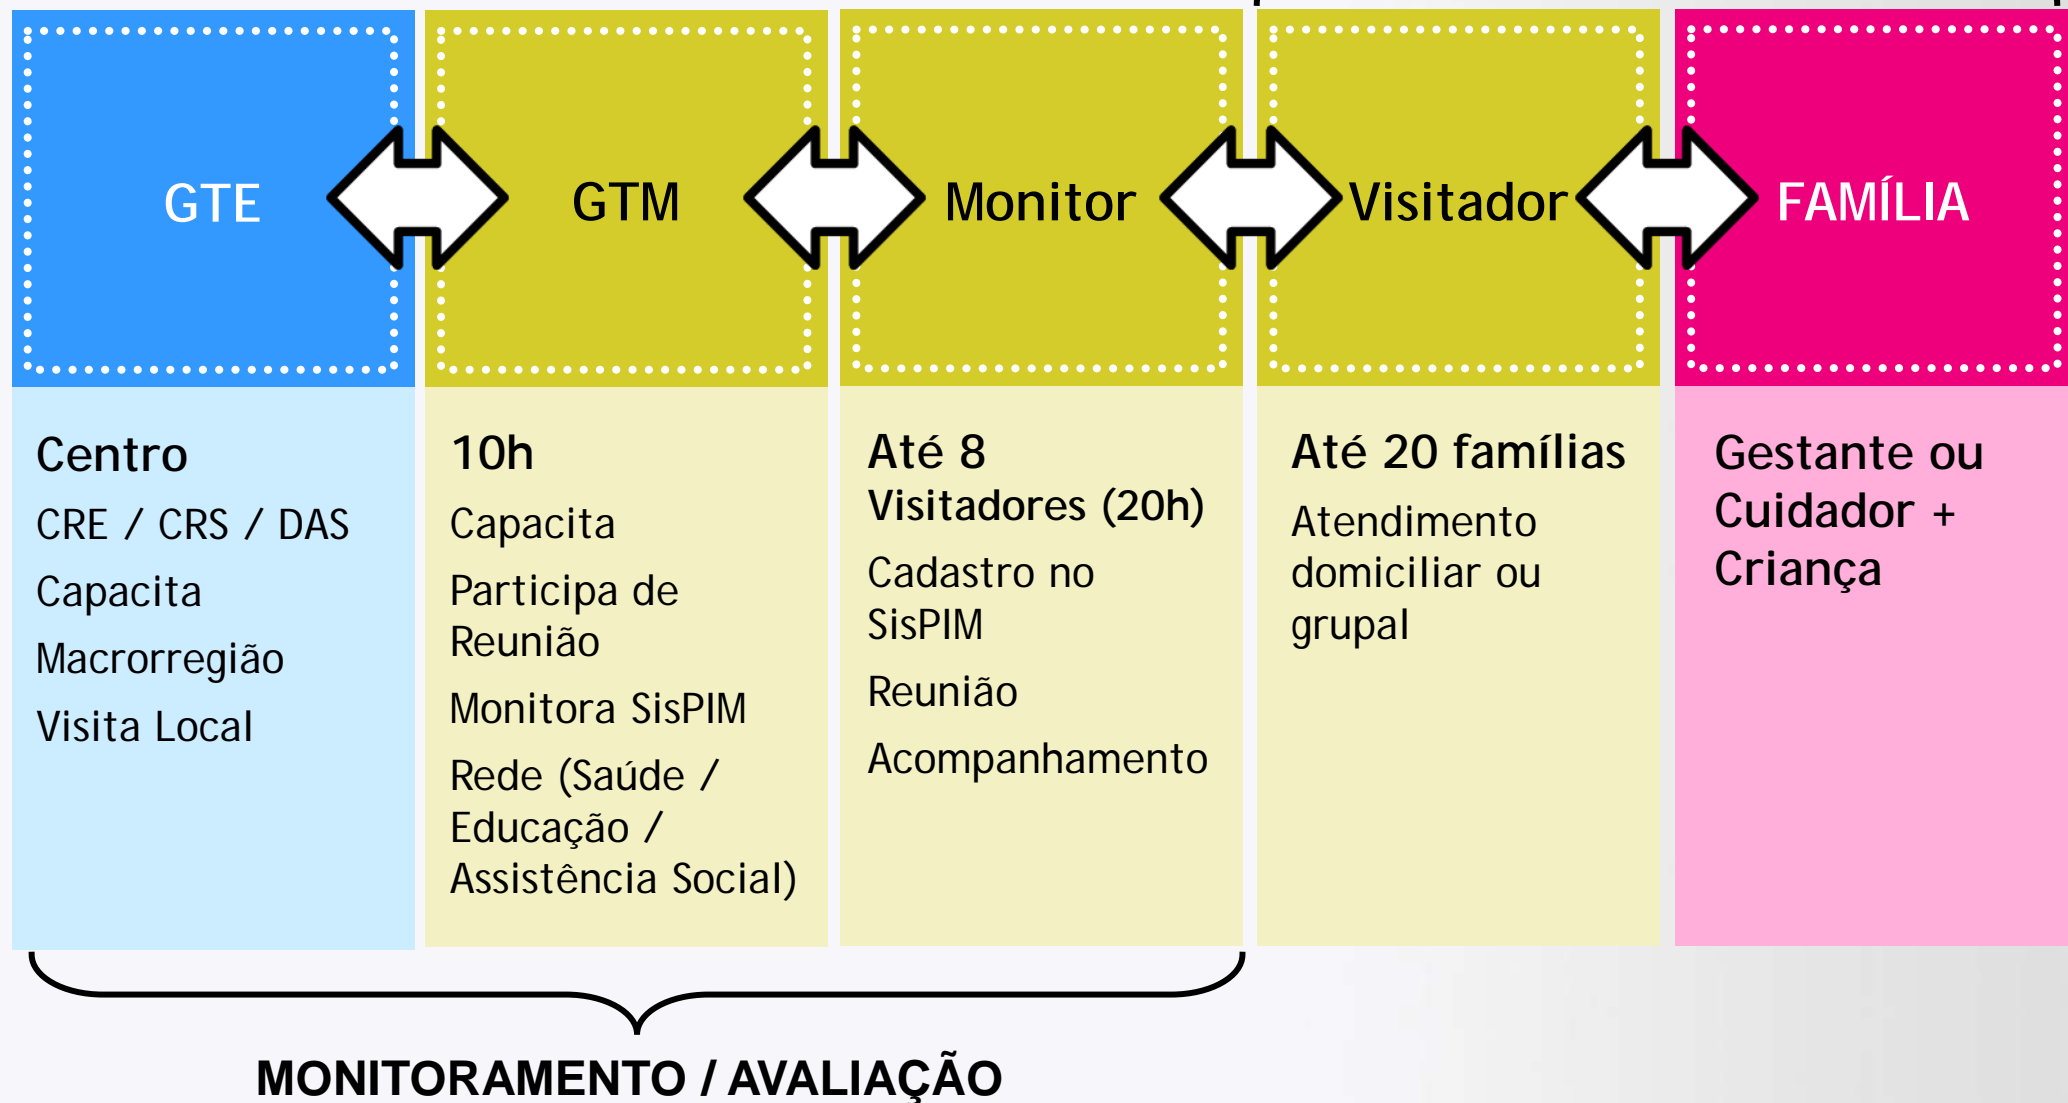 GTE
GTM
Monitor
Visitador
FAMÍLIA
Centro
CRE / CRS / DAS
Capacita
Macrorregião
Visita Local
10h
Capacita
Participa de
Reunião
Monitora SisPIM
Rede (Saúde /
Educação /
Assistência Social)
Até 8
Visitadores (20h)
Cadastro no
SisPIM
Reunião
Acompanhamento
Até 20 famílias
Atendimento
domiciliar ou
grupal
Gestante ou
Cuidador +
Criança
MONITORAMENTO / AVALIAÇÃO